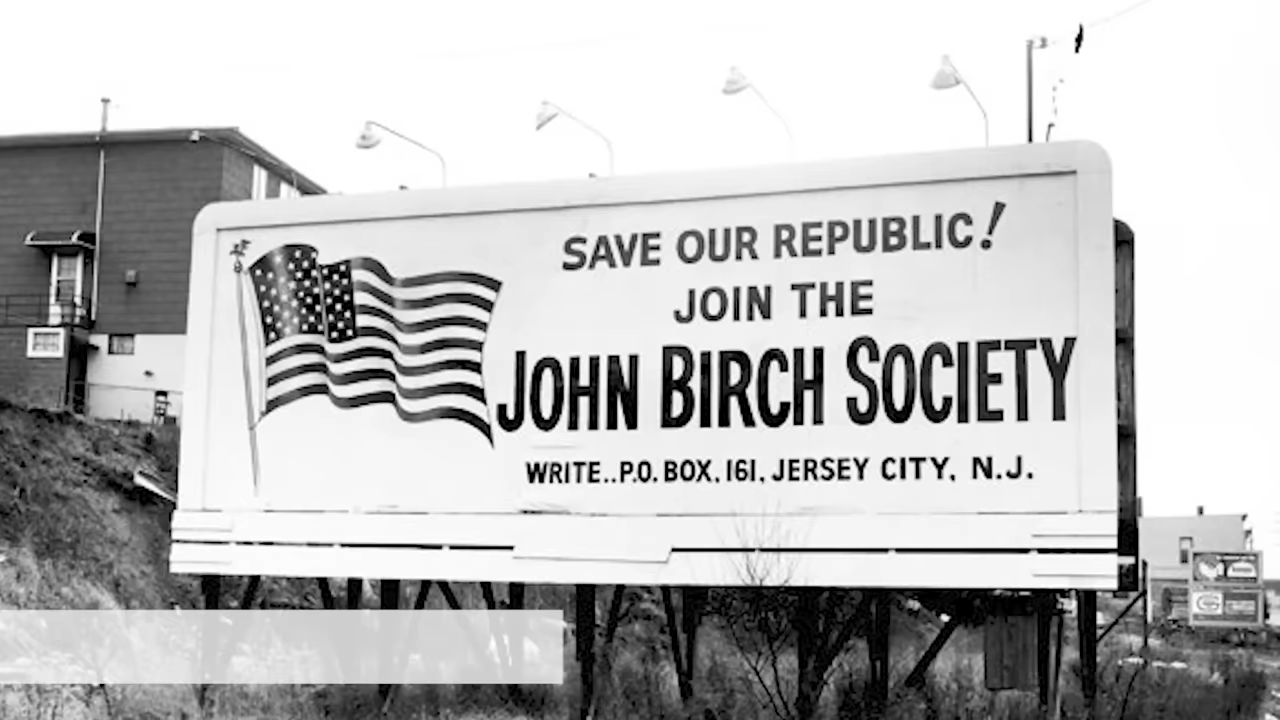 SAVE OUR REPUBLIC!
JOIN THE
JOHN BIRCH SOCIETY
WRITE..P.O. BOX, 161, JERSEY CITY, N.J.